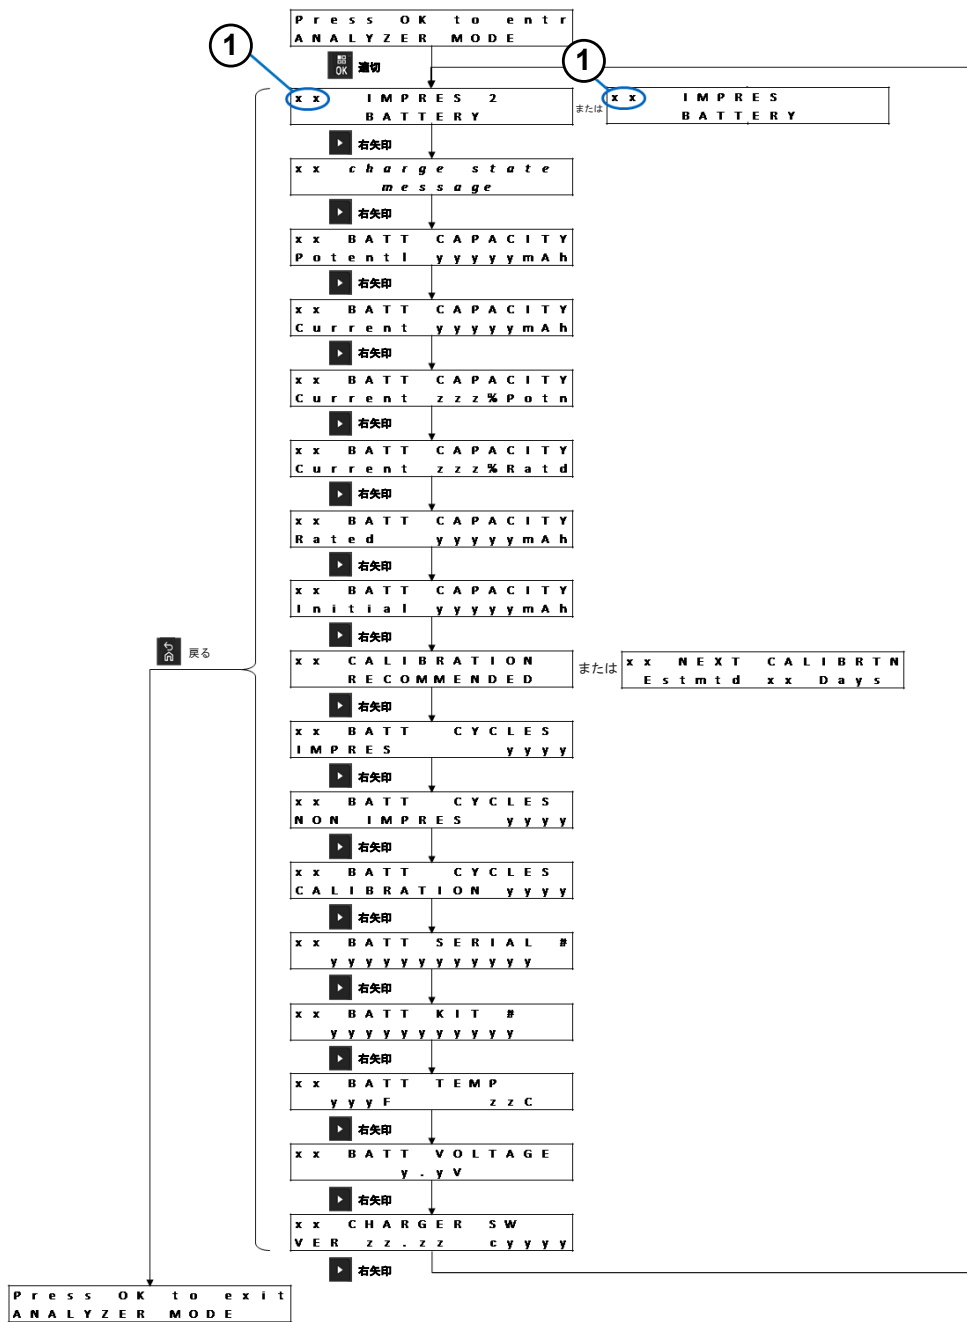 Press OK to entr
ANALYZER MODE
1
OK 適切
1
xx IMPRES 2
BATTERY
または
xx IMPRES
BATTERY
右矢印
xx charge state
message
右矢印
xx BATT CAPACITY
Potentl yyyyymAh
右矢印
xx BATT CAPACITY
Current yyyyymAh
右矢印
xx BATT CAPACITY
Current zzz%Potn
右矢印
xx BATT CAPACITY
Current zzz%Ratd
右矢印
xx BATT CAPACITY
Rated yyyyymAh
右矢印
xx BATT CAPACITY
Initial yyyyymAh
右矢印
戻る
xx CALIBRATION
RECOMMENDED
または
xx NEXT CALIBRTN
Estmtd xx Days
右矢印
xx BATT CYCLES
IMPRES yyyy
右矢印
xx BATT CYCLES
NON IMPRES yyyy
右矢印
xx BATT CYCLES
CALIBRATION yyyy
右矢印
xx BATT SERIAL #
yyyyyyyyyyyy
右矢印
xx BATT KIT #
yyyyyyyyyyy
右矢印
xx BATT TEMP
yyyF zzC
右矢印
xx BATT VOLTAGE
y.yV
右矢印
xx CHARGER SW
VER zz.zz cyyyy
右矢印
Press OK to exit
ANALYZER MODE